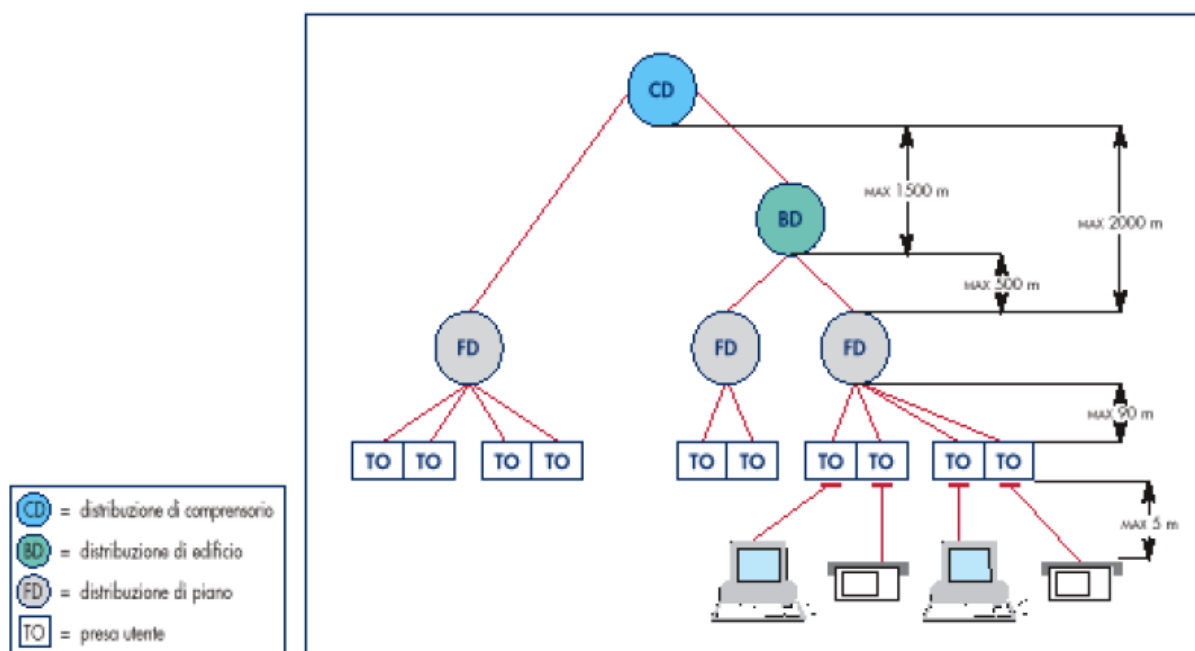 CD
MAX 1500 m
BD
MAX 2000 m
MAX 500 m
FD
FD
FD
MAX 90 m
TO TO TO TO TO TO TO TO TO TO
MAX 5 m
CD = distribuzione di comprensorio
BD = distribuzione di edificio
FD = distribuzione di piano
TO = presa utente